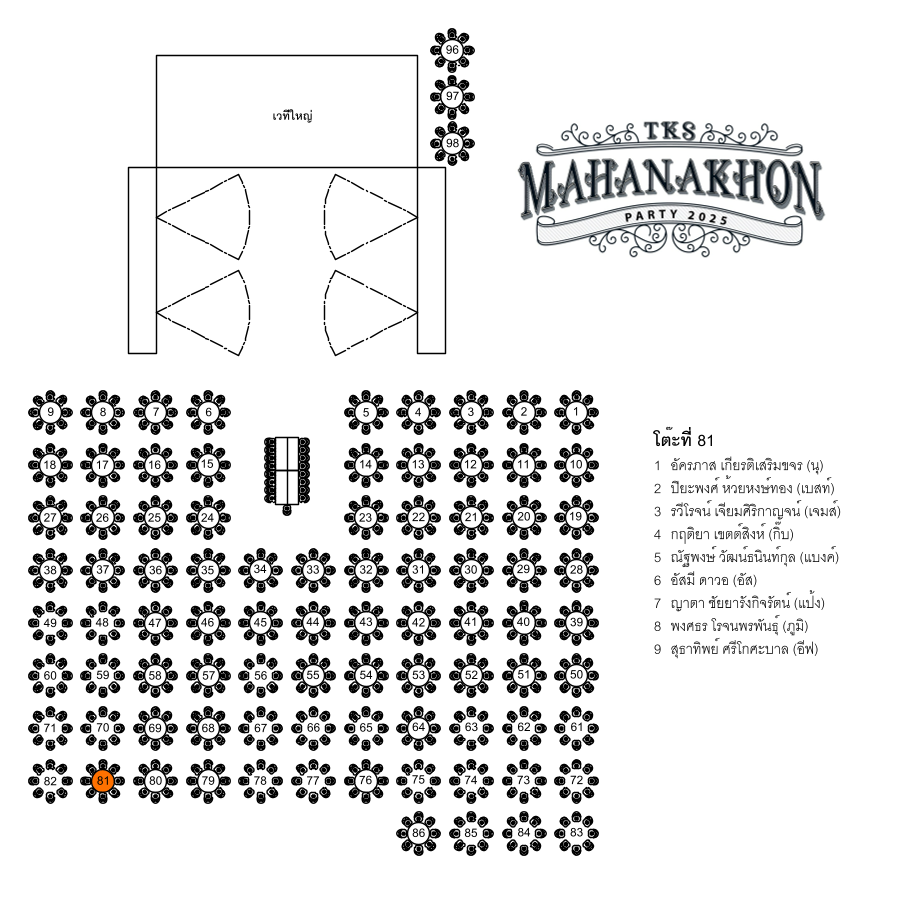 96
97
98
เวทีใหญ่
TKS
MAHANAKHON
PARTY 2025
9 8 7 6 5 4 3 2 1
18 17 16 15 14 13 12 11 10
27 26 25 24 23 22 21 20 19
38 37 36 35 34 33 32 31 30 29 28
49 48 47 46 45 44 43 42 41 40 39
60 59 58 57 56 55 54 53 52 51 50
71 70 69 68 67 66 65 64 63 62 61
82 81 80 79 78 77 76 75 74 73 72
86 85 84 83
โต๊ะที่ 81
1 อัครภาส เกียรติเสริมขจร (นุ)
2 ปิยะพงศ์ ห้วยหงษ์ทอง (เบสท์)
3 รวีโรจน์ เจียมศิริกาญจน์ (เจมส์)
4 กฤติยา เขตต์สิงห์ (กิ๊บ)
5 ณัฐพงษ์ วัฒน์ธนินท์กุล (แบงค์)
6 อัสมี ดาวอ (อัส)
7 ญาตา ชัยยารังกิจรัตน์ (แป้ง)
8 พงศธร โรจนพรพันธุ์ (ภูมิ)
9 สุธาทิพย์ ศรีโกศะบาล (ชีฟ)